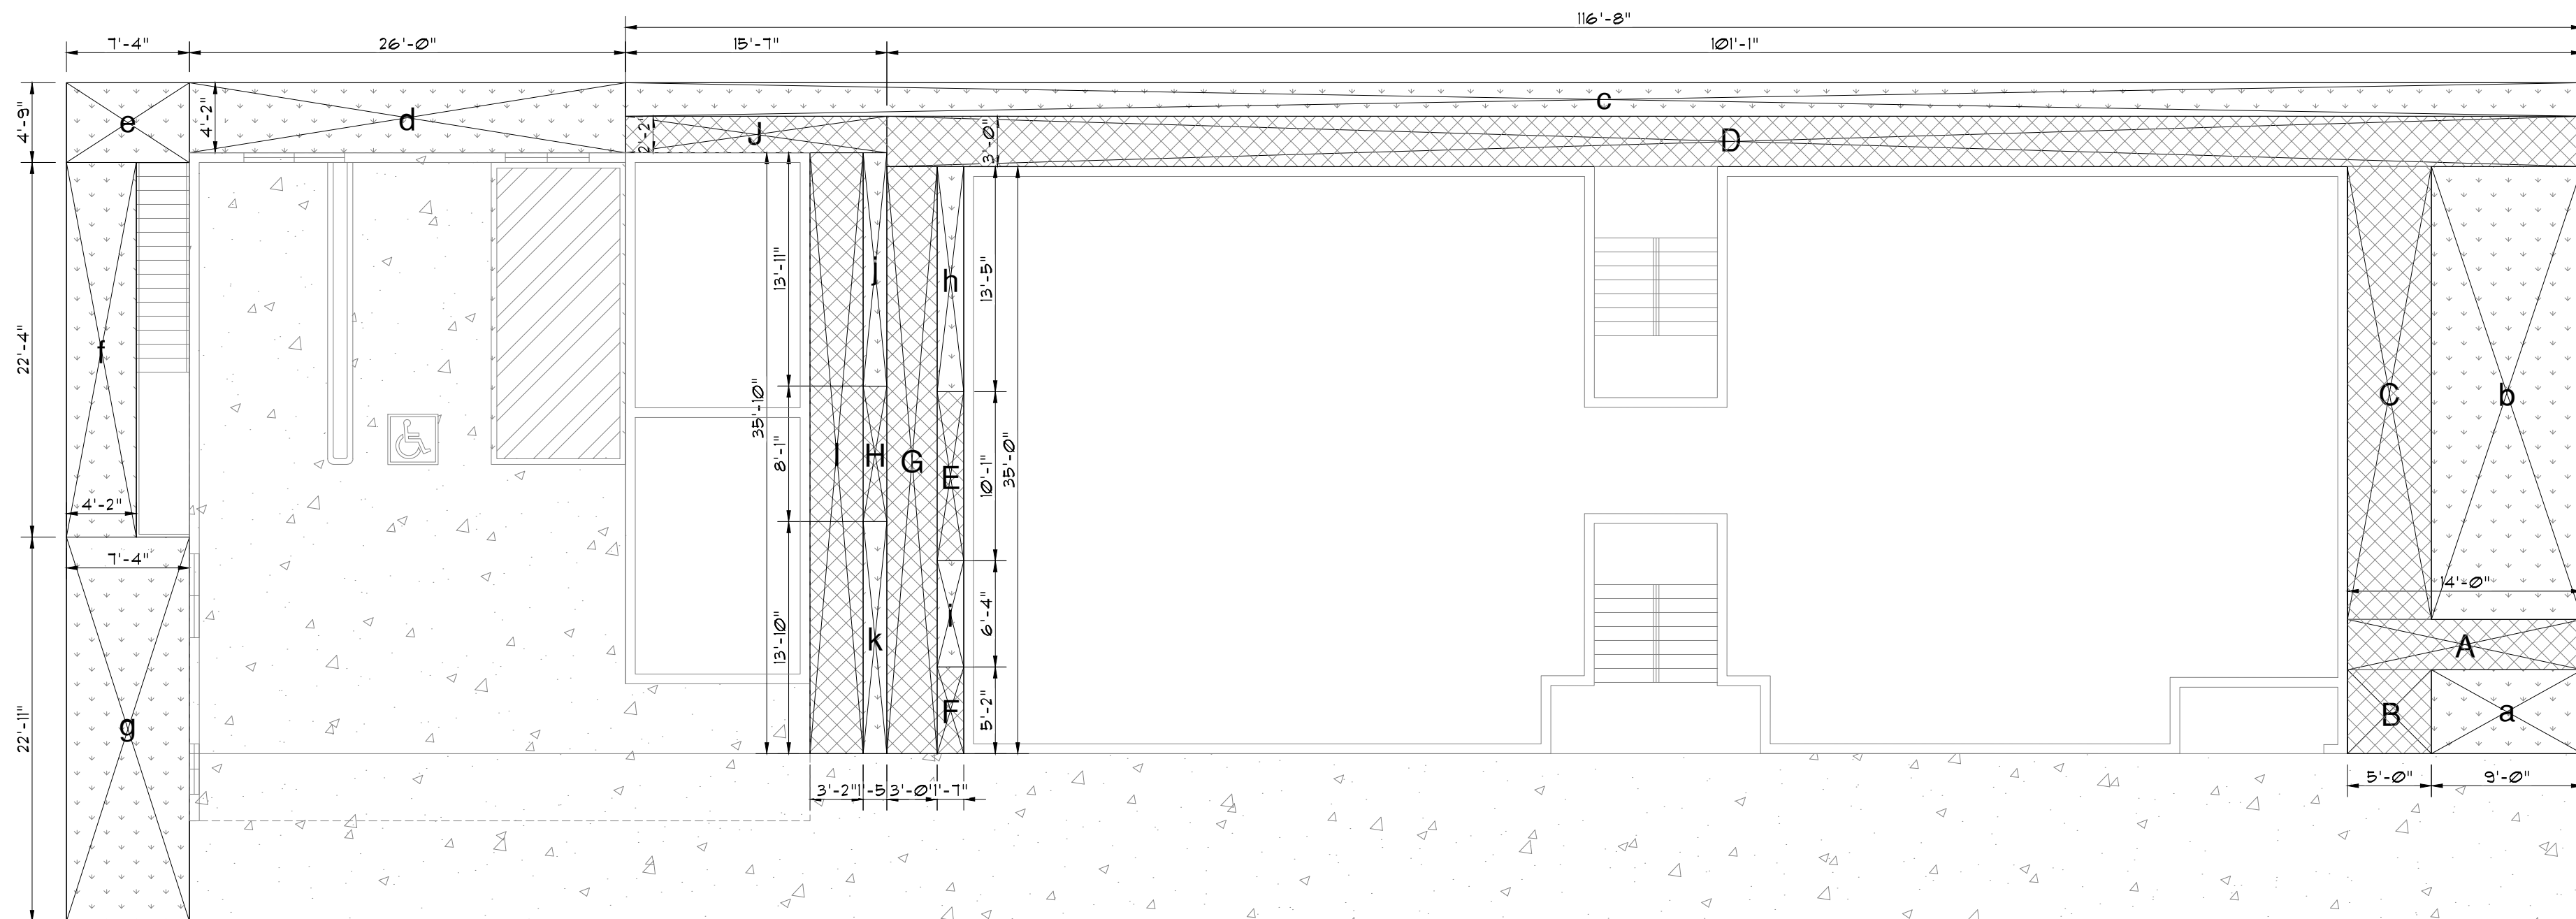 116'-8"
7'-4" 26'-0" 15'-7" 101'-1"
4'-9" e 4'-2" d c
2'-2" J 3'-0" D
22'-4" f 4'-2"
13'-11" j h 13'-5"
35'-10" 8'-1" I H G E 10'-1" 35'-0"
C b
14'-0"
7'-4"
22'-11" g
13'-10" k i 6'-4"
F 5'-2"
A
B a
3'-2" 1'-5 3'-0" 1'-7"
5'-0" 9'-0"